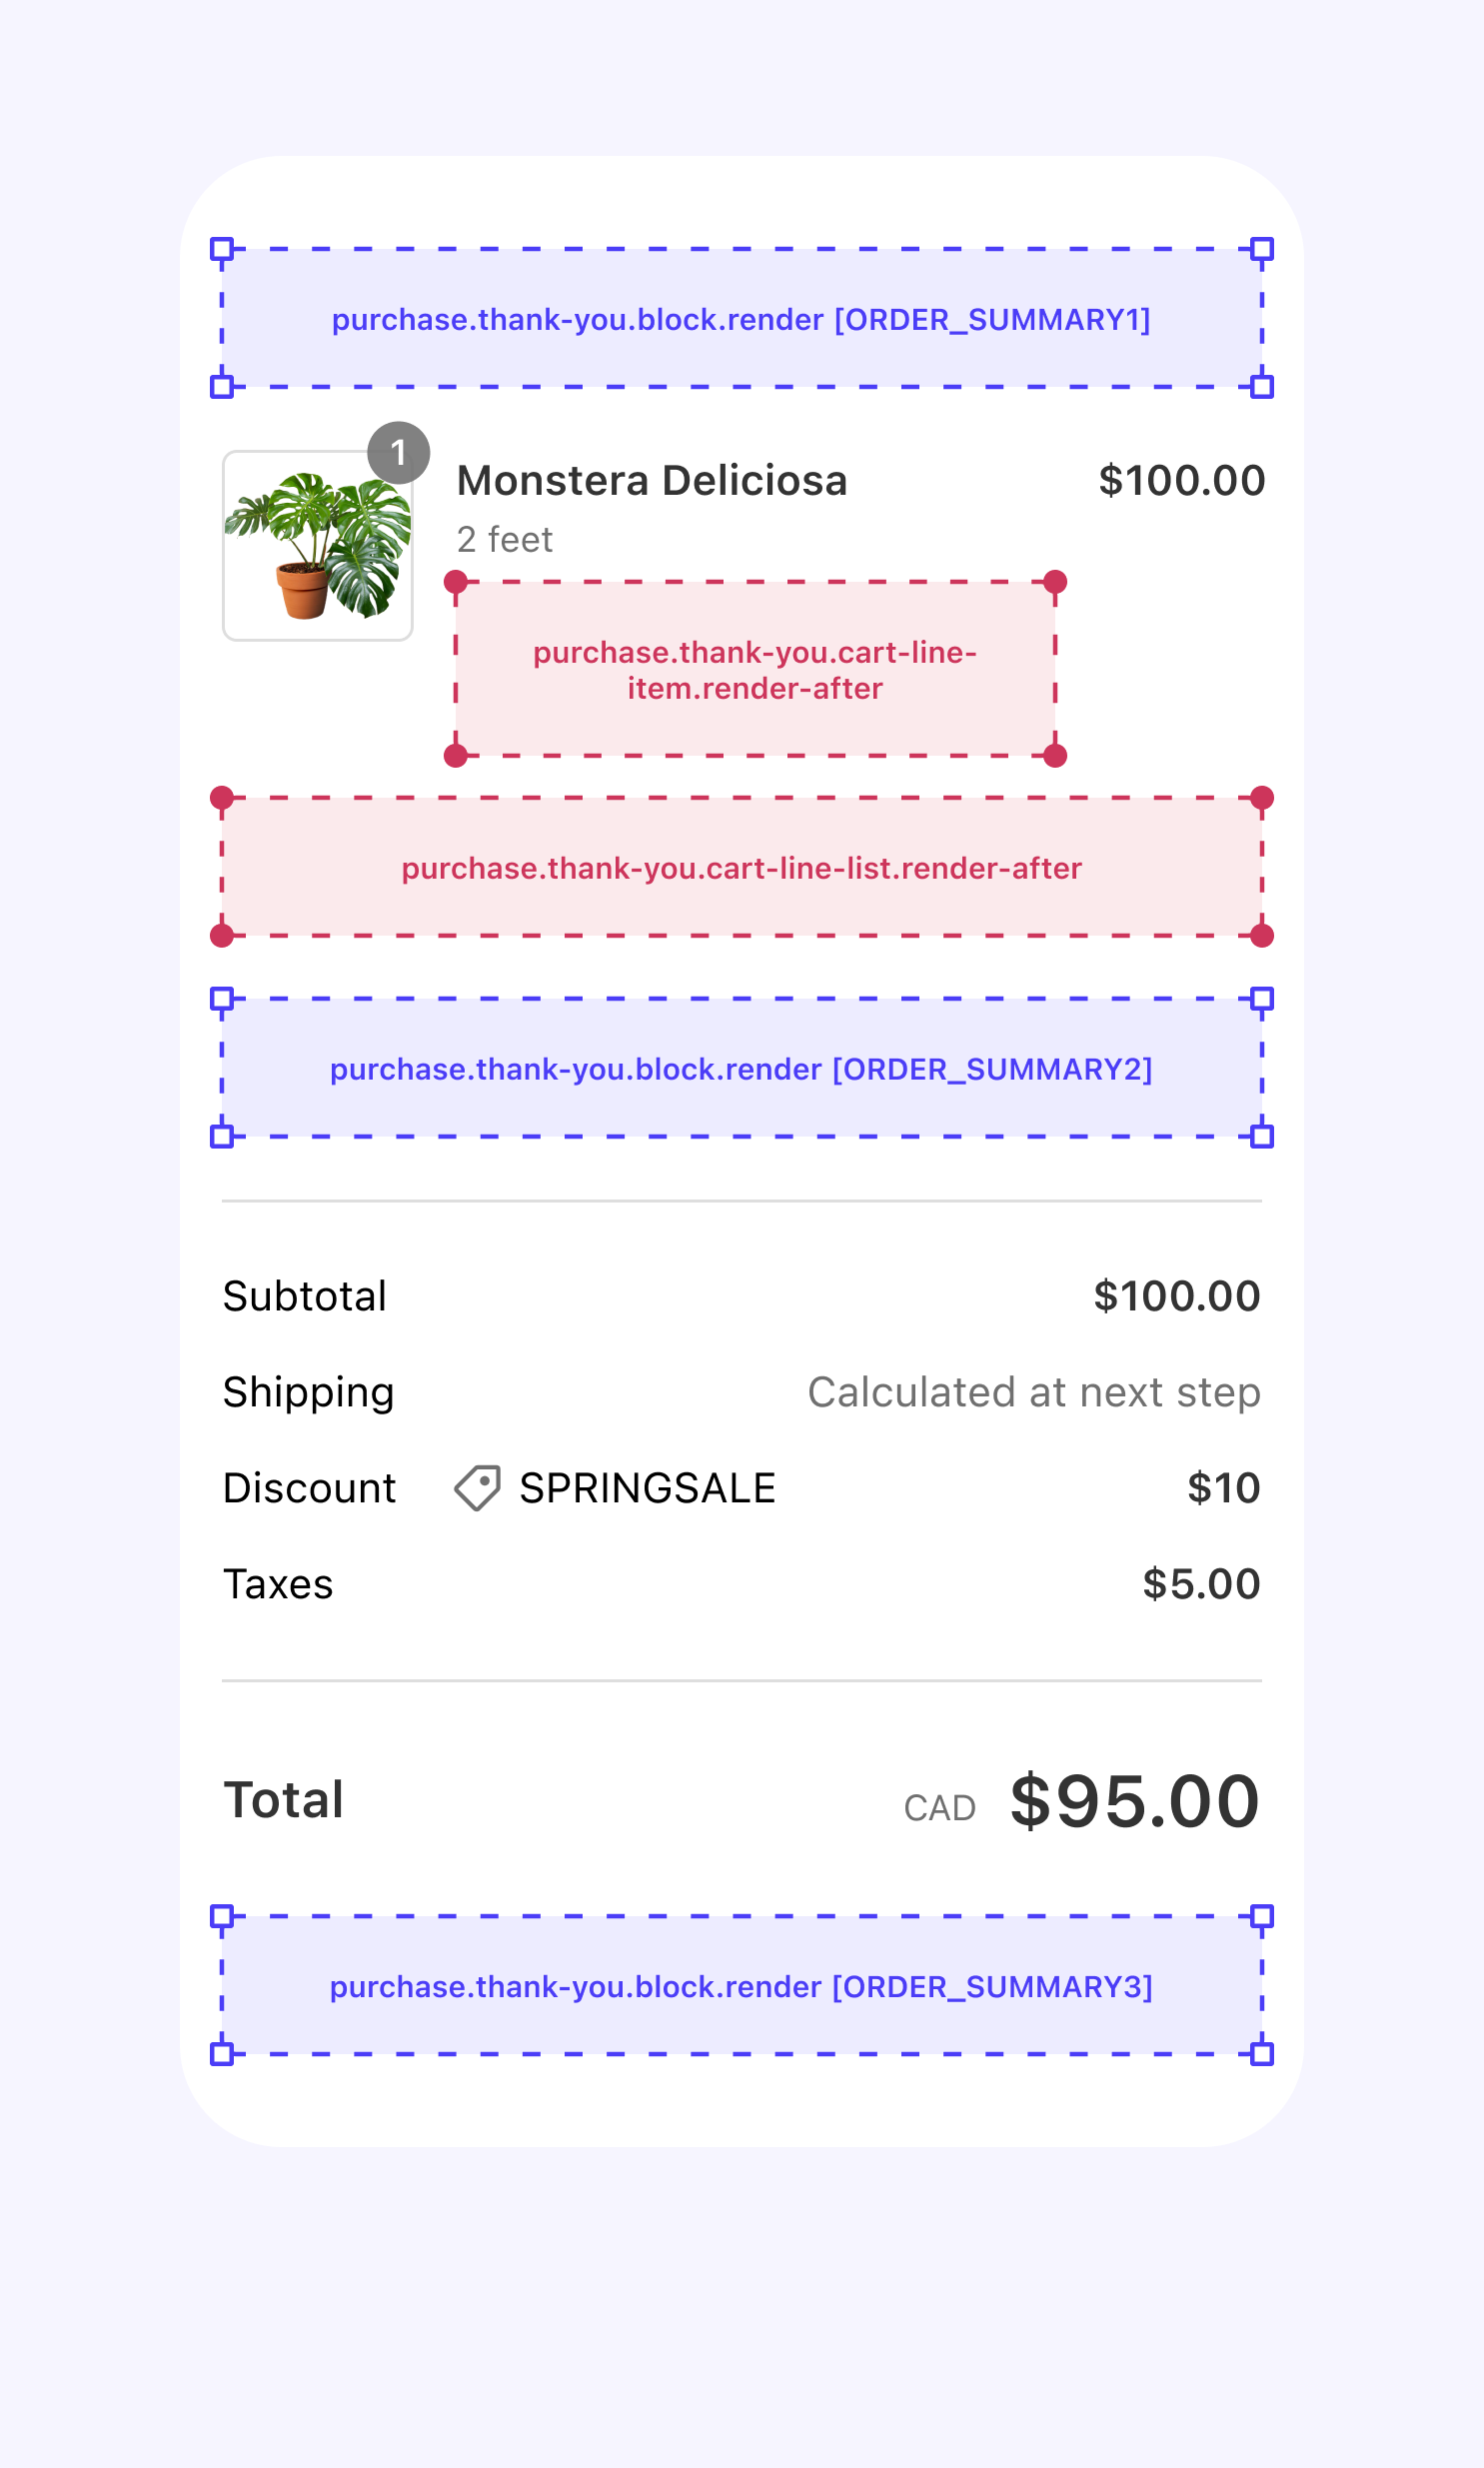 purchase.thank-you.block.render [ORDER_SUMMARY1]
1
Monstera Deliciosa $100.00
2 feet
purchase.thank-you.cart-line-
item.render-after
purchase.thank-you.cart-line-list.render-after
purchase.thank-you.block.render [ORDER_SUMMARY2]
Subtotal $100.00
Shipping Calculated at next step
Discount SPRINGSALE $10
Taxes $5.00
Total CAD $95.00
purchase.thank-you.block.render [ORDER_SUMMARY3]